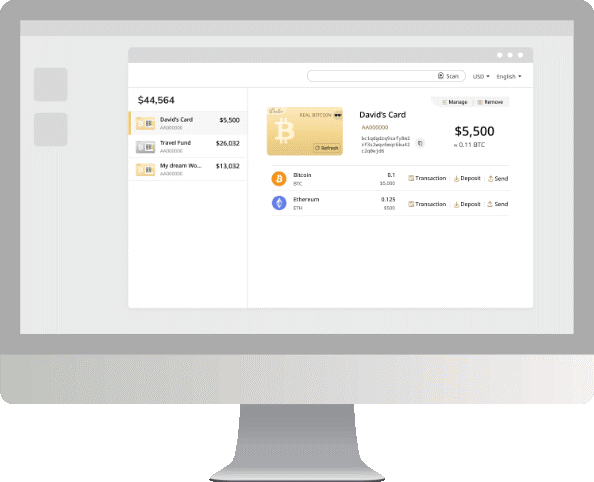 Scan
USD
English
$44,564
David's Card
$5,500
AA000000
Travel Fund
$26,032
AA000000
My dream Wo...
$13,032
AA000000
REAL BITCOIN
Refresh
David's Card
AA000000
Manage
Remove
$5,500
≈ 0.11 BTC
Bitcoin
BTC
0.1
$5,000
Transaction
Deposit
Send
Ethereum
ETH
0.125
$500
Transaction
Deposit
Send